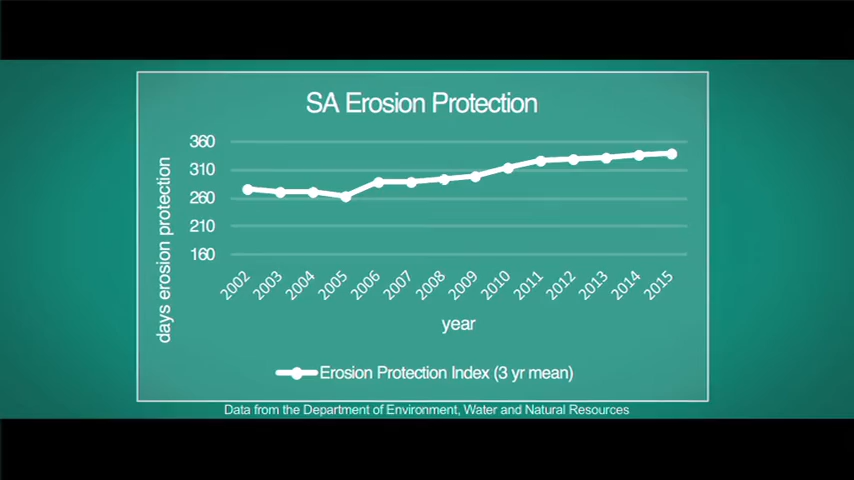 SA Erosion Protection
days erosion protection
360
310
260
210
160
2002 2003 2004 2005 2006 2007 2008 2009 2010 2011 2012 2013 2014 2015
year
Erosion Protection Index (3 yr mean)
Data from the Department of Environment, Water and Natural Resources